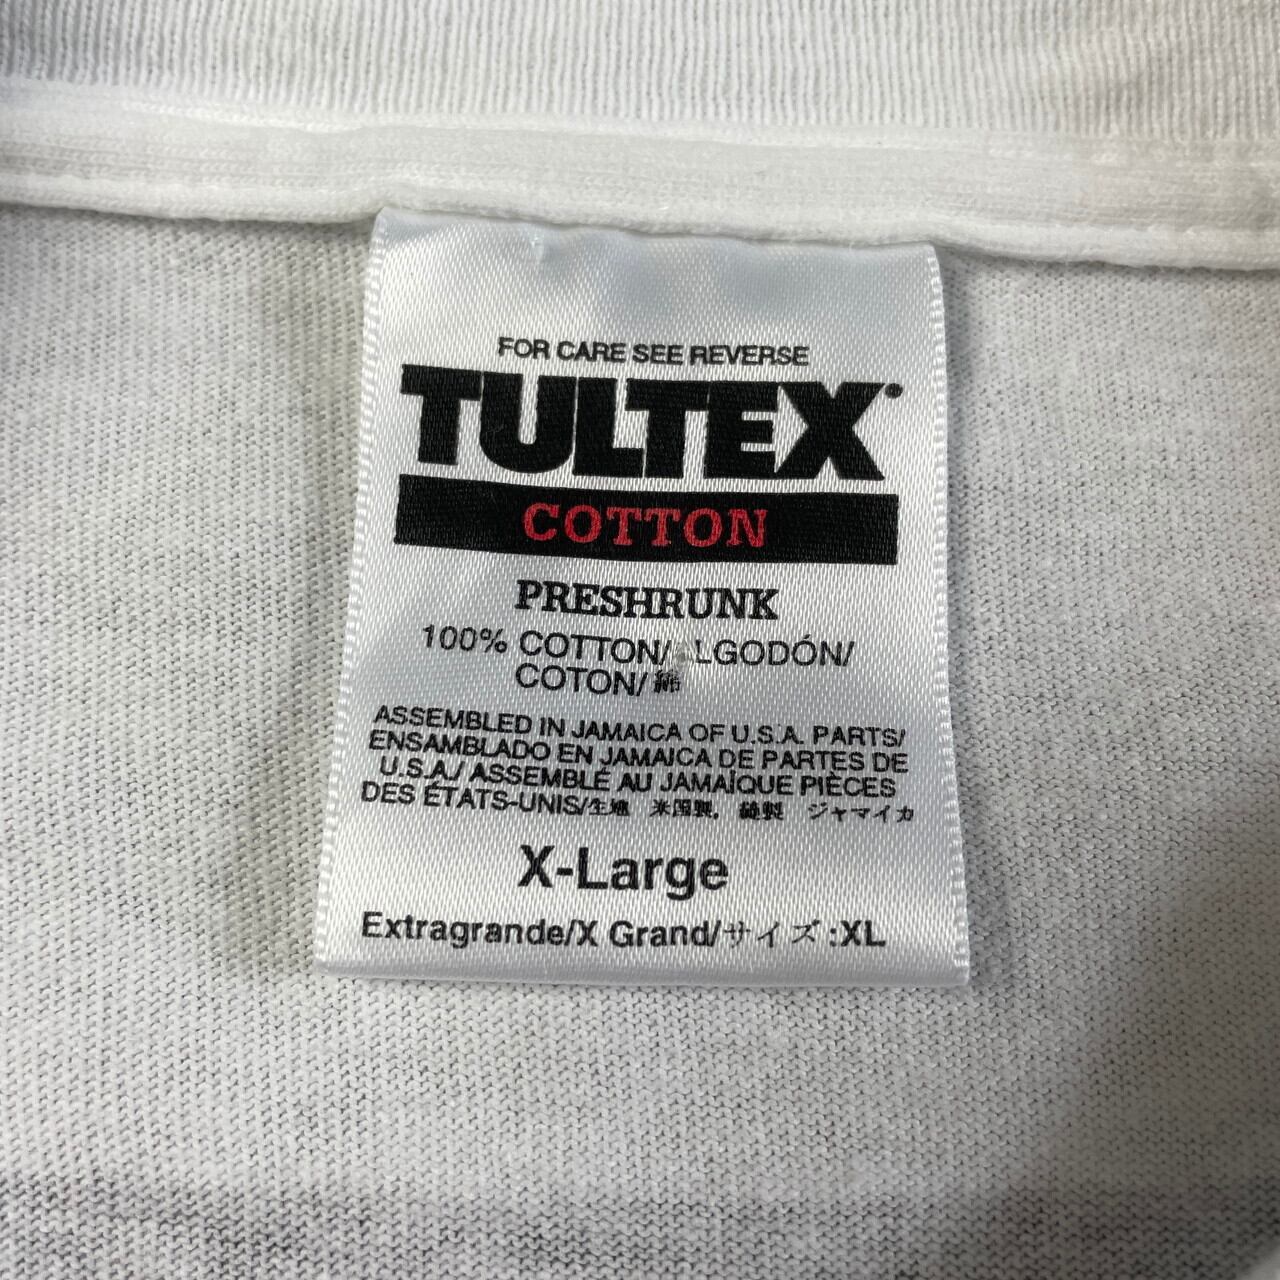 FOR CARE SEE REVERSE
TULTEX
COTTON
PRESHRUNK
100% COTTON/ LGODÓN/
COTON/綿
ASSEMBLED IN JAMAICA OF U.S.A. PARTS/
ENSAMBLADO EN JAMAICA DE PARTES DE
U.S.A./ ASSEMBLÉ AU JAMAÏQUE PIÈCES
DES ÉTATS-UNIS/生地 米国製, 縫製 ジャマイカ
X-Large
Extragrande/X Grand/サイズ:XL